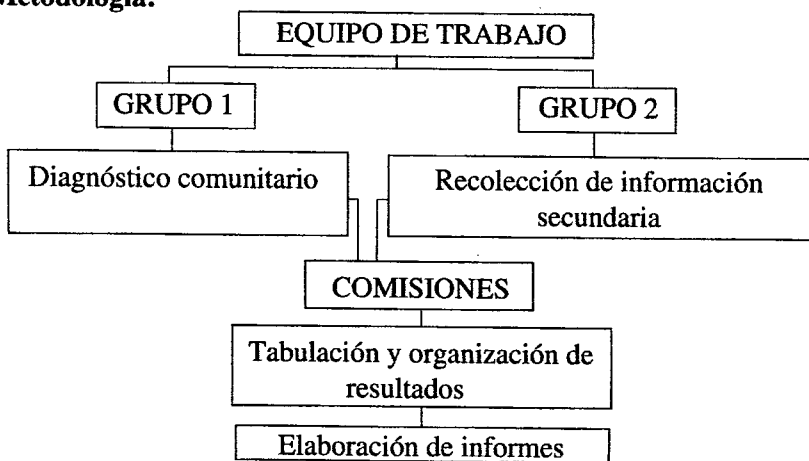 Metodología:
EQUIPO DE TRABAJO
GRUPO 1
GRUPO 2
Diagnóstico comunitario
Recolección de información
secundaria
COMISIONES
Tabulación y organización de
resultados
Elaboración de informes